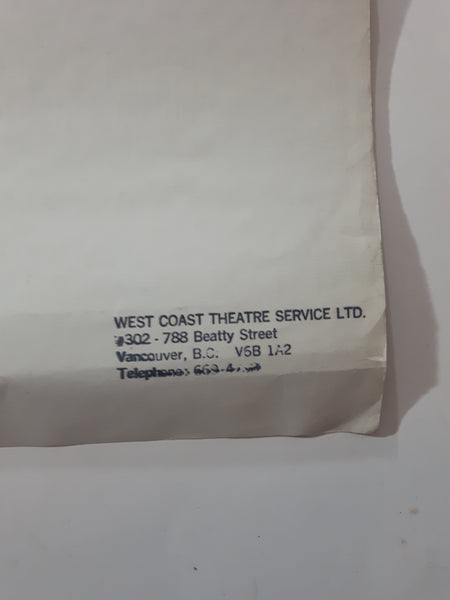 WEST COAST THEATRE SERVICE LTD.
#302 - 788 Beatty Street
Vancouver, B.C. V6B 1A2
Telephone: